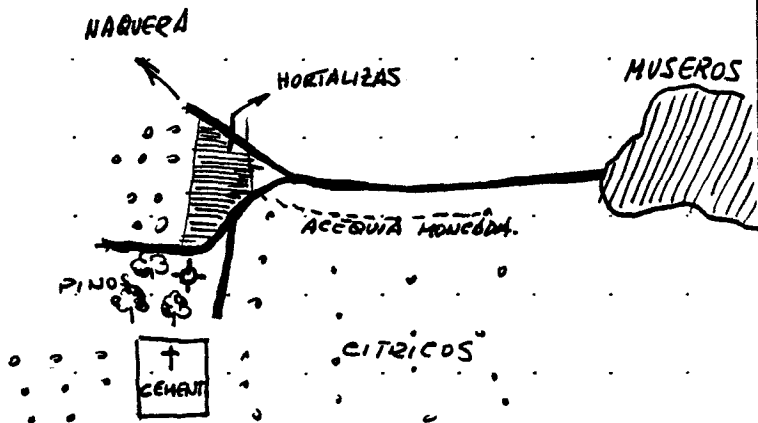 NAQUERA
HORTALIZAS
MUSEROS
ACEQUIA MONCADA.
PINOS
CITRICOS
CEMENT